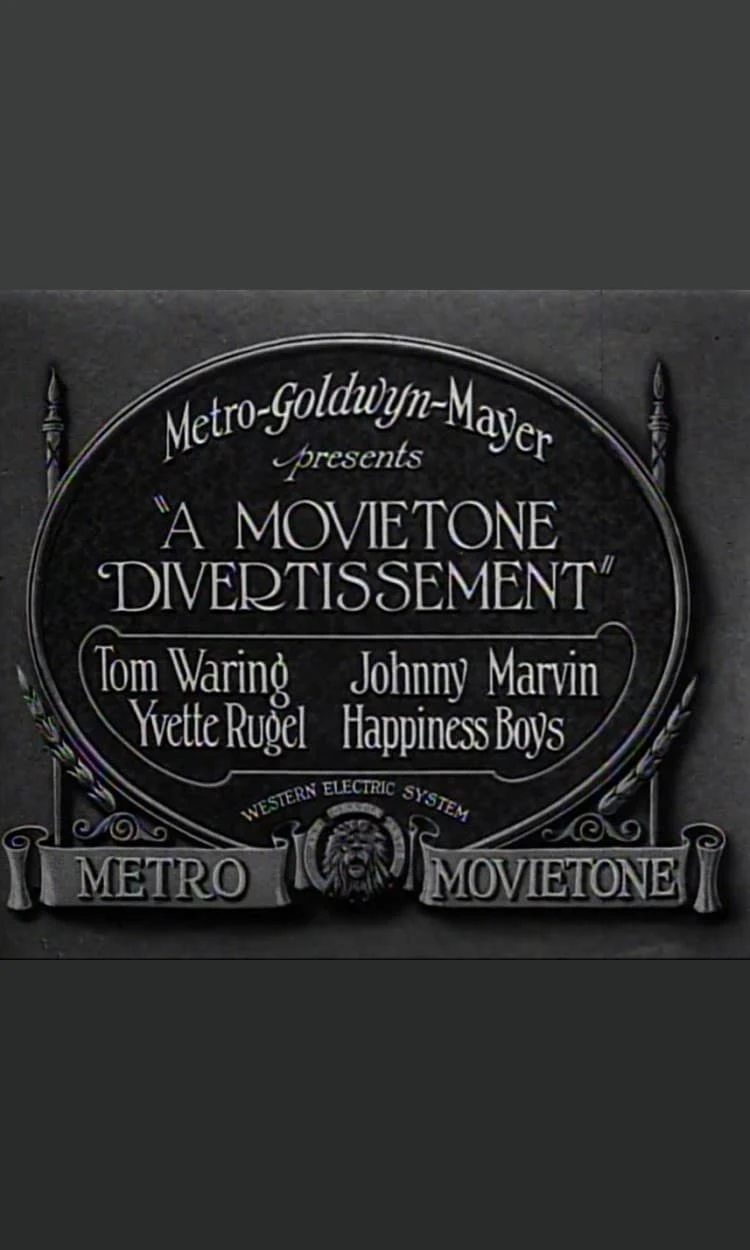 Metro-Goldwyn-Mayer
presents
"A MOVIETONE
DIVERTISSEMENT"
Tom Waring Johnny Marvin
Yvette Rugel Happiness Boys
WESTERN ELECTRIC SYSTEM
METRO MOVIETONE